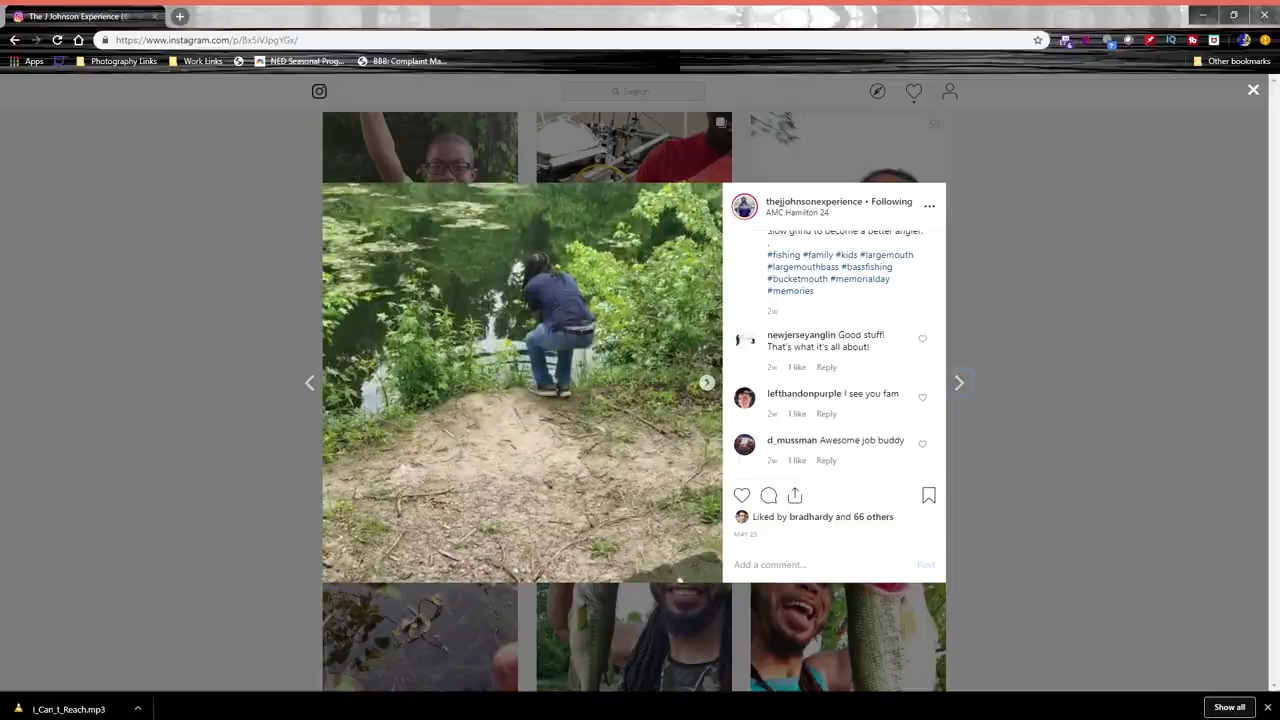 The J Johnson Experience (
https://www.instagram.com/p/Bx5iVJpgYGx/
Apps
Photography Links
Work Links
NED Seasonal Prog...
BBB: Complaint Ma...
Other bookmarks
Search
thejjohnsonexperience • Following
AMC Hamilton 24
Slow grind to become a better angler.
.
#fishing #family #kids #largemouth
#largemouthbass #bassfishing
#bucketmouth #memorialday
#memories
2w
newjerseyanglin Good stuff!
That's what it's all about!
2w 1 like Reply
lefthandonpurple I see you fam
2w 1 like Reply
d_mussman Awesome job buddy
2w 1 like Reply
Liked by bradhardy and 66 others
MAY 25
Add a comment... Post
I_Can_t_Reach.mp3
Show all